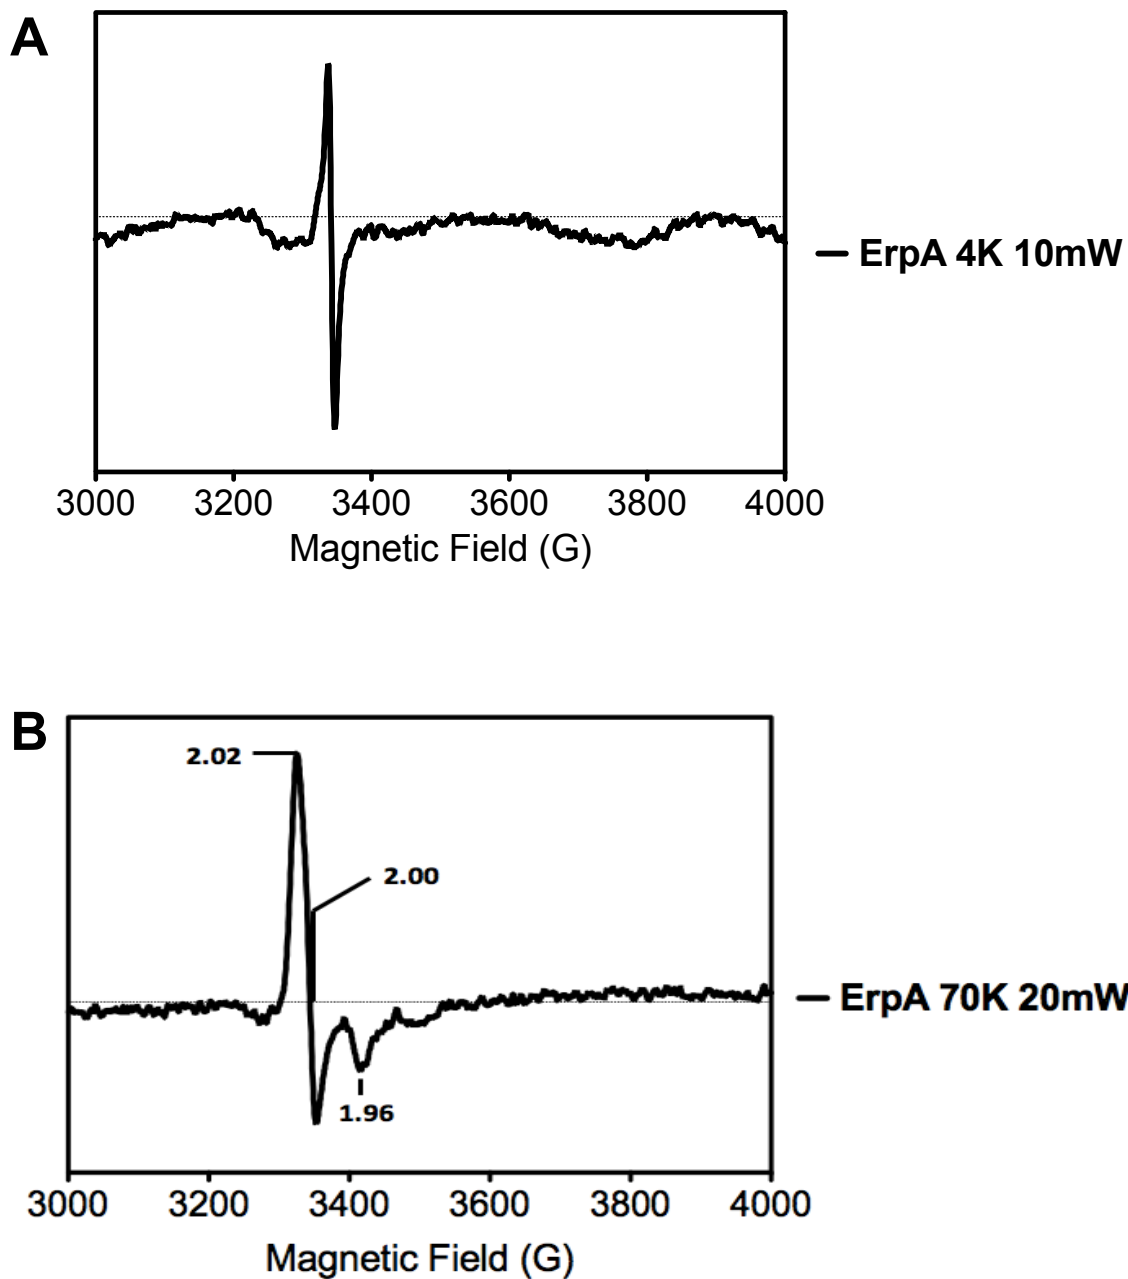 A
— ErpA 4K 10mW
3000 3200 3400 3600 3800 4000
Magnetic Field (G)
B
2.02
2.00
— ErpA 70K 20mW
1.96
3000 3200 3400 3600 3800 4000
Magnetic Field (G)